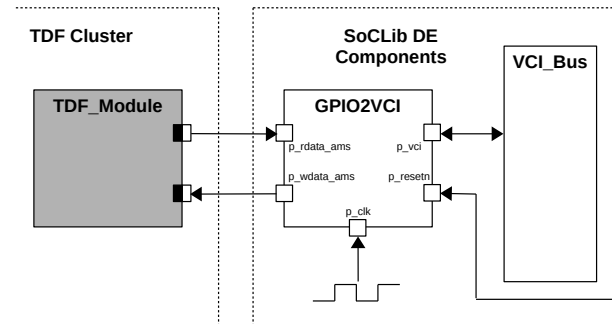 TDF Cluster
SoCLib DE
Components
TDF_Module
GPIO2VCI
VCI_Bus
p_rdata_ams
p_vci
p_wdata_ams
p_resetn
p_clk